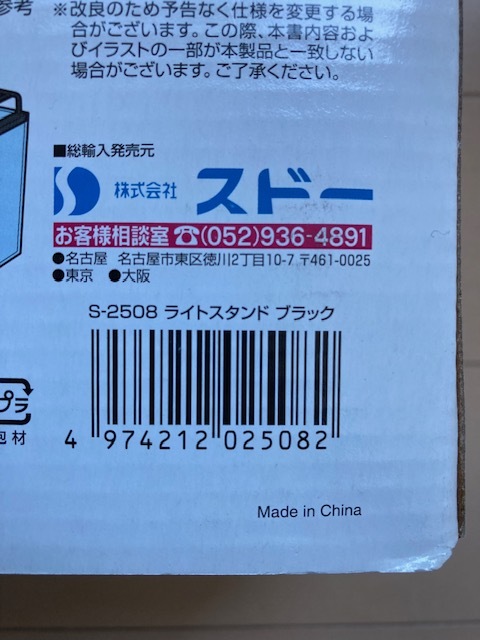 参考
※改良のため予告なく仕様を変更する場
合がございます。この際、本書内容およ
びイラストの一部が本製品と一致しない
場合がございます。ご了承ください。
■総輸入発売元
株式会社 スドー
お客様相談室☎(052)936-4891
●名古屋 名古屋市東区徳川2丁目10-7 〒461-0025
●東京 ●大阪
S-2508 ライトスタンド ブラック
4 974212 025082
プラ
包材
Made in China